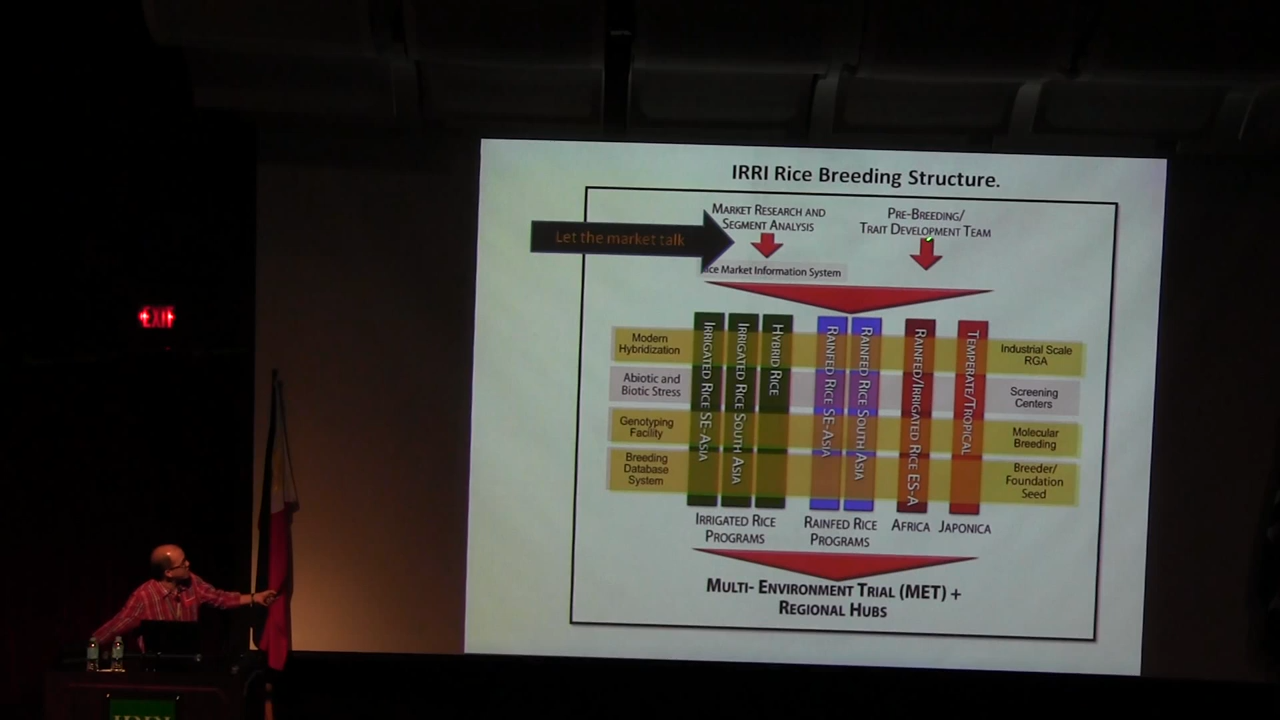 IRRI Rice Breeding Structure.
MARKET RESEARCH AND
SEGMENT ANALYSIS
PRE-BREEDING/
TRAIT DEVELOPMENT TEAM
Let the market talk
ice Market Information System
Modern
Hybridization
Abiotic and
Biotic Stress
Genotyping
Facility
Breeding
Database
System
IRRIGATED RICE SE-ASIA
IRRIGATED RICE SOUTH ASIA
HYBRID RICE
RAINFED RICE SE-ASIA
RAINFED RICE SOUTH ASIA
RAINFED/IRRIGATED RICE ES-A
TEMPERATE/TROPICAL
Industrial Scale
RGA
Screening
Centers
Molecular
Breeding
Breeder/
Foundation
Seed
IRRIGATED RICE
PROGRAMS
RAINFED RICE
PROGRAMS
AFRICA
JAPONICA
MULTI- ENVIRONMENT TRIAL (MET) +
REGIONAL HUBS
EXIT
IRRI